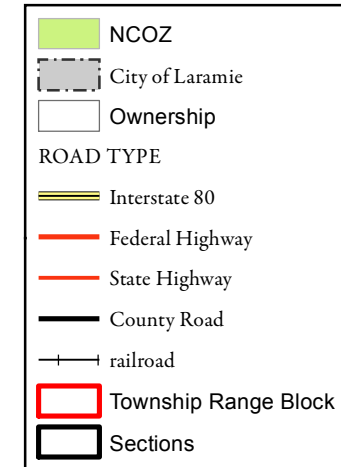 NCOZ
City of Laramie
Ownership
ROAD TYPE
Interstate 80
Federal Highway
State Highway
County Road
railroad
Township Range Block
Sections